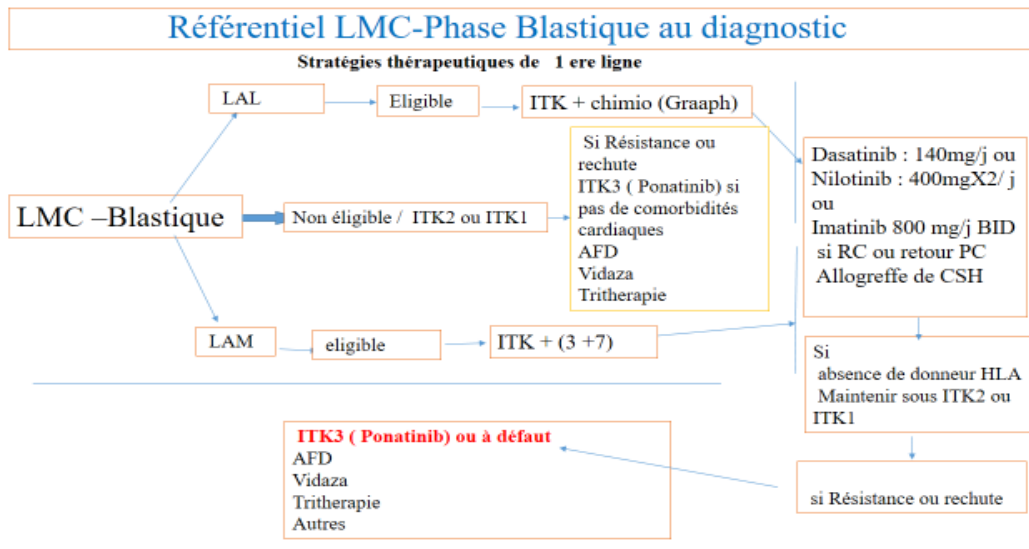 Référentiel LMC-Phase Blastique au diagnostic
Stratégies thérapeutiques de 1 ere ligne
LAL
Eligible
ITK + chimio (Graaph)
LMC –Blastique
Non éligible / ITK2 ou ITK1
Si Résistance ou
rechute
ITK3 ( Ponatinib) si
pas de comorbidités
cardiaques
AFD
Vidaza
Tritherapie
LAM
eligible
ITK + (3 +7)
Dasatinib : 140mg/j ou
Nilotinib : 400mgX2/ j
ou
Imatinib 800 mg/j BID
si RC ou retour PC
Allogreffe de CSH
Si
absence de donneur HLA
Maintenir sous ITK2 ou
ITK1
si Résistance ou rechute
ITK3 ( Ponatinib) ou à défaut
AFD
Vidaza
Tritherapie
Autres